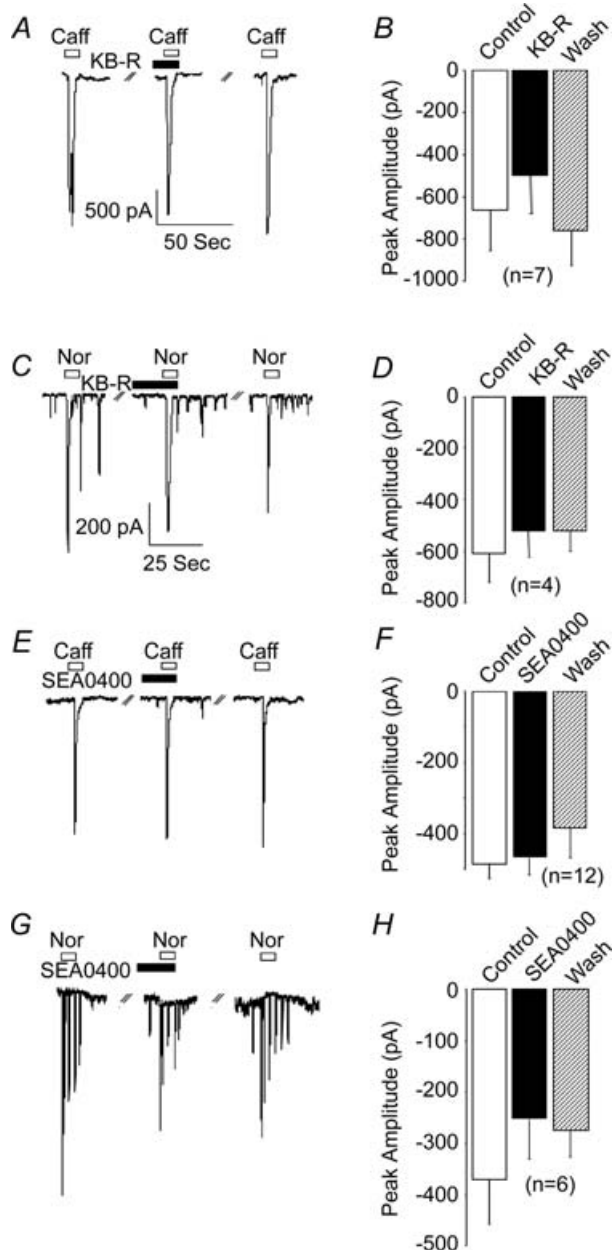 A
Caff Caff Caff
KB-R
500 pA
50 Sec
B
Control KB-R Wash
Peak Amplitude (pA)
0
-200
-400
-600
-800
-1000
(n=7)
C
Nor Nor Nor
KB-R
200 pA
25 Sec
D
Control KB-R Wash
Peak Amplitude (pA)
0
-200
-400
-600
-800
(n=4)
E
Caff Caff Caff
SEA0400
F
Control SEA0400 Wash
Peak Amplitude (pA)
0
-200
-400
(n=12)
G
Nor Nor Nor
SEA0400
H
Control SEA0400 Wash
Peak Amplitude (pA)
0
-100
-200
-300
-400
-500
(n=6)